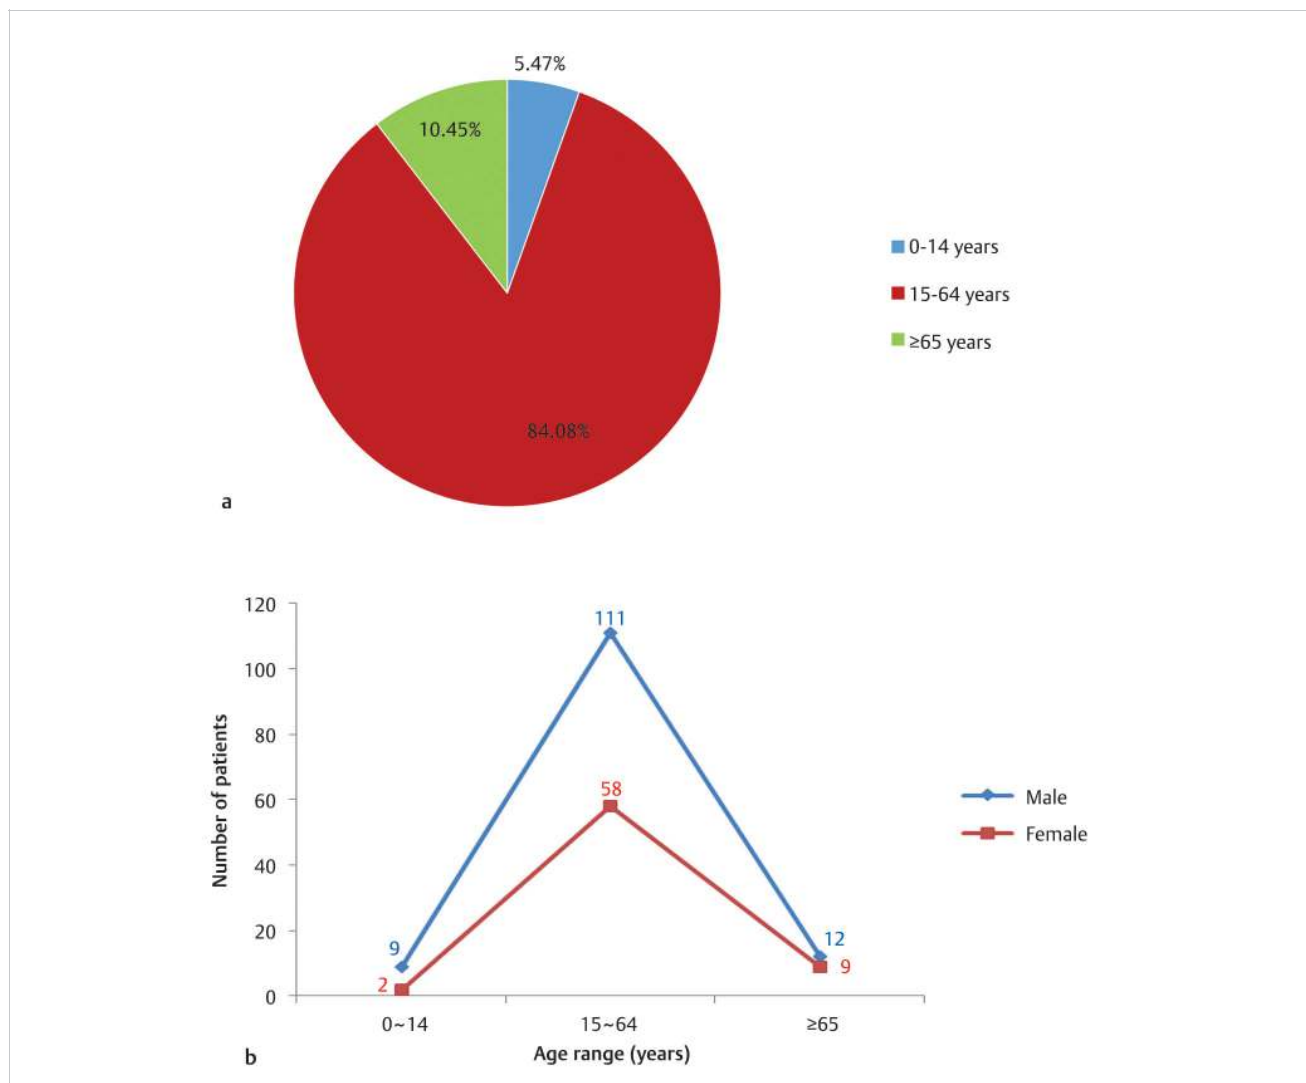 5.47%
10.45%
84.08%
0-14 years
15-64 years
≥65 years
a
120
100
80
60
40
20
0
Number of patients
111
58
9
2
12
9
0~14
15~64
≥65
Age range (years)
Male
Female
b